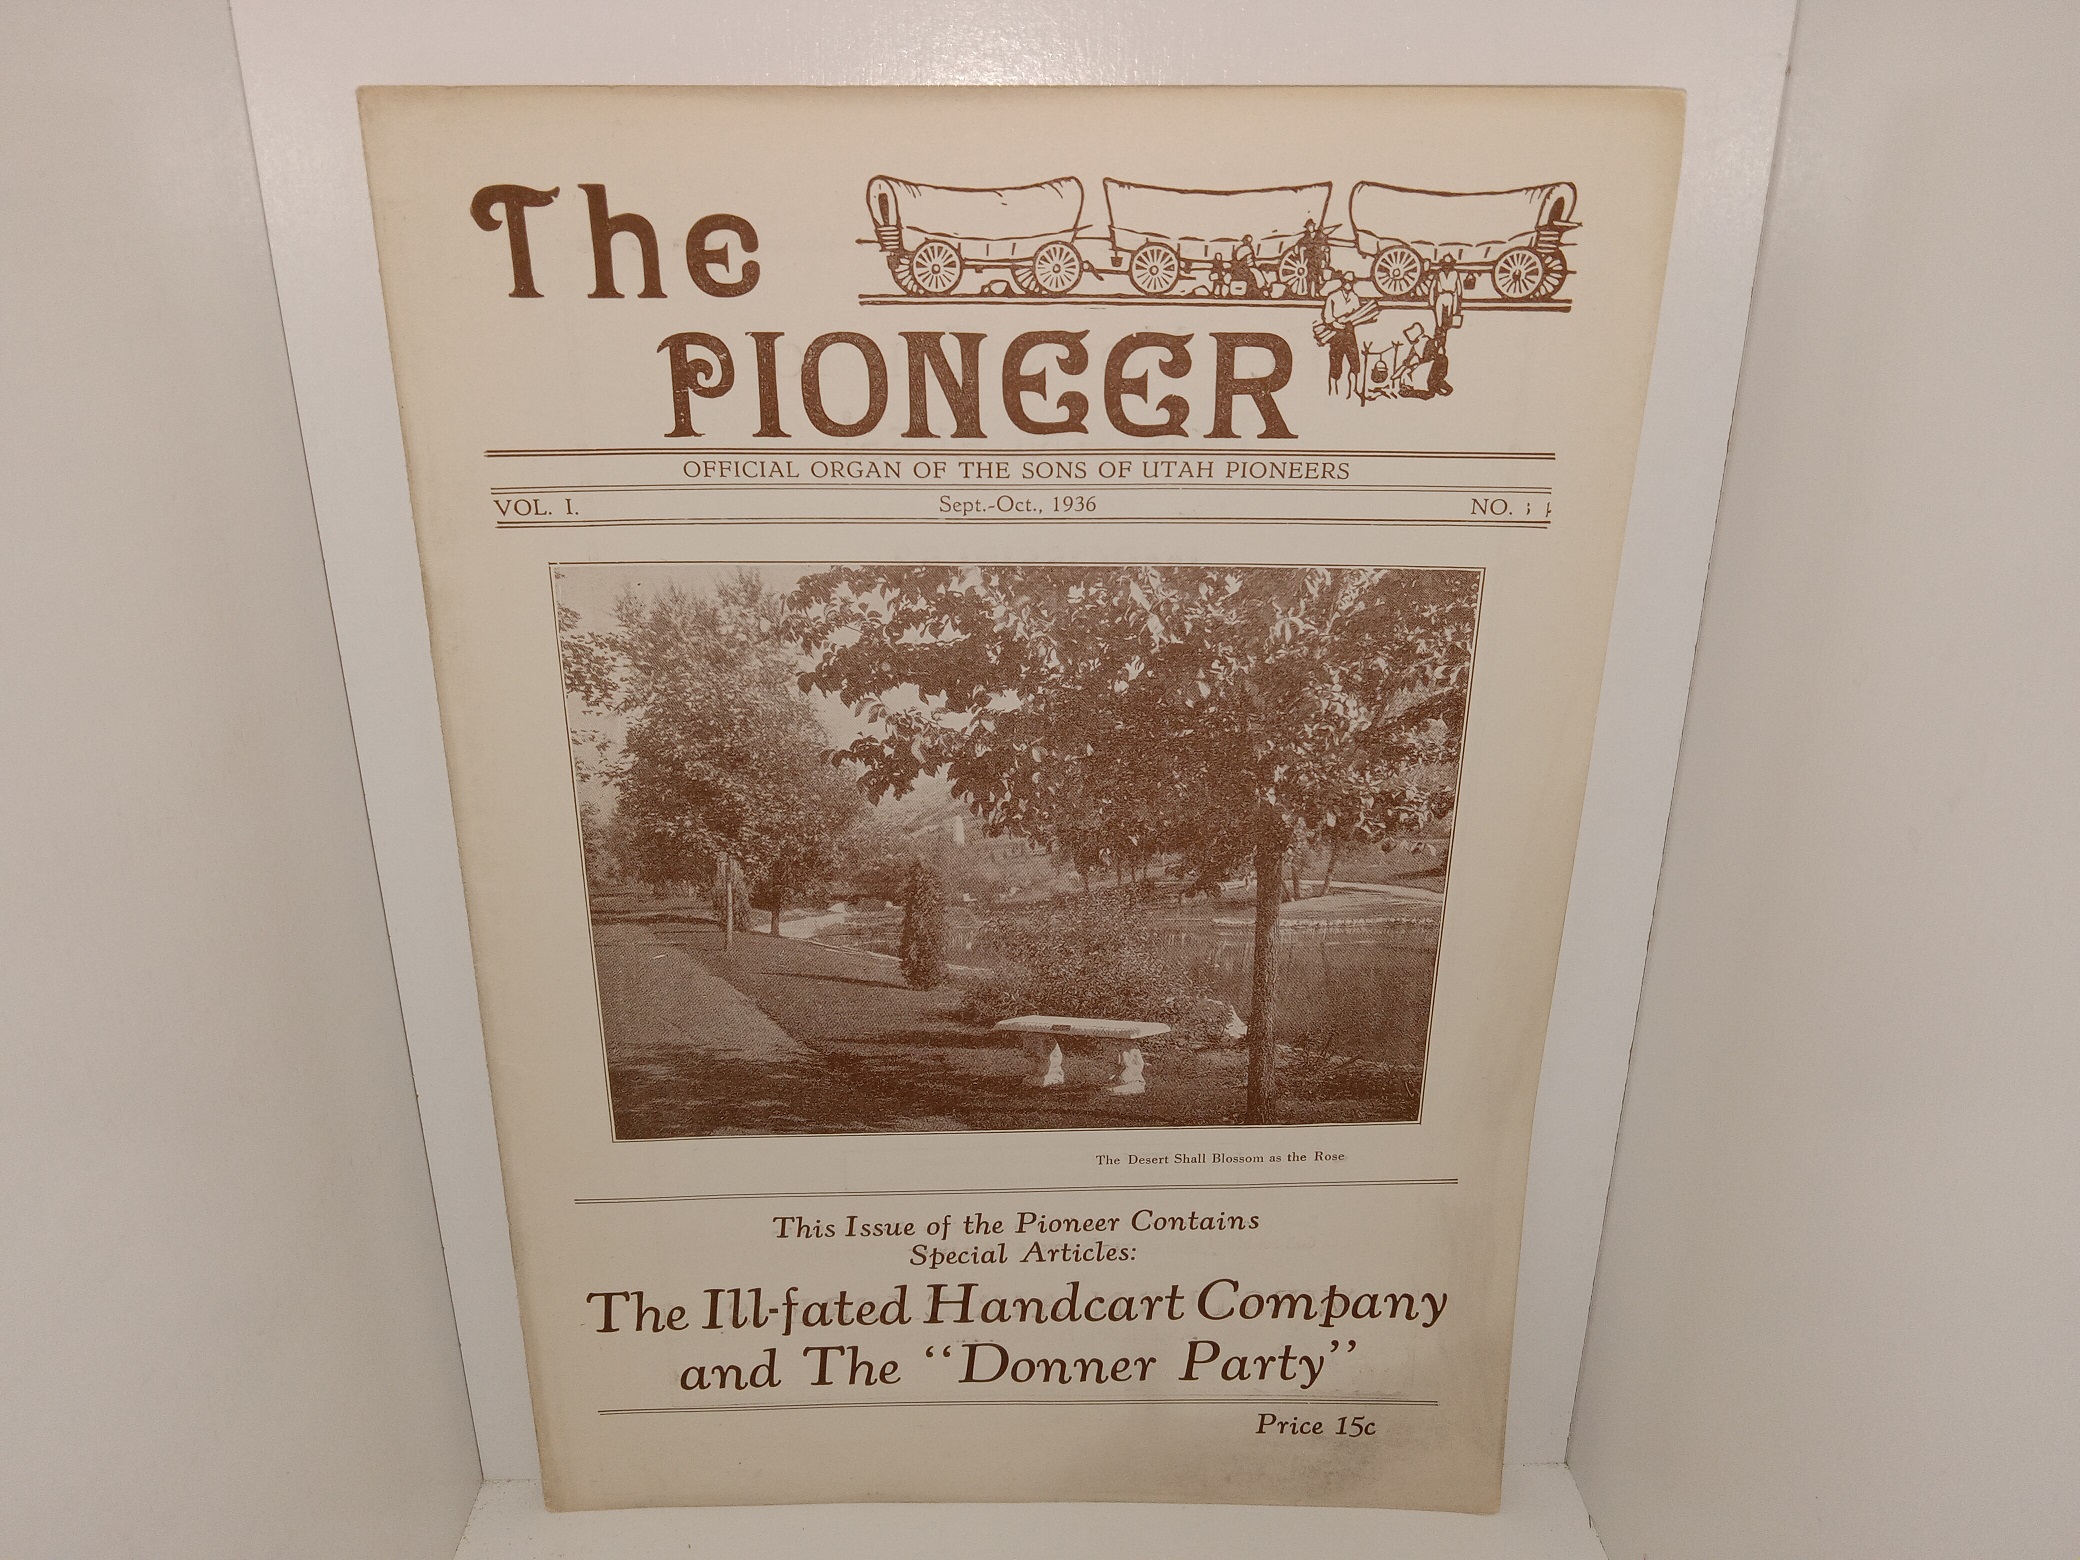 The
PIONEER
OFFICIAL ORGAN OF THE SONS OF UTAH PIONEERS
VOL. I. Sept.-Oct., 1936 NO.
The Desert Shall Blossom as the Rose
This Issue of the Pioneer Contains
Special Articles:
The Ill-fated Handcart Company
and The "Donner Party"
Price 15c